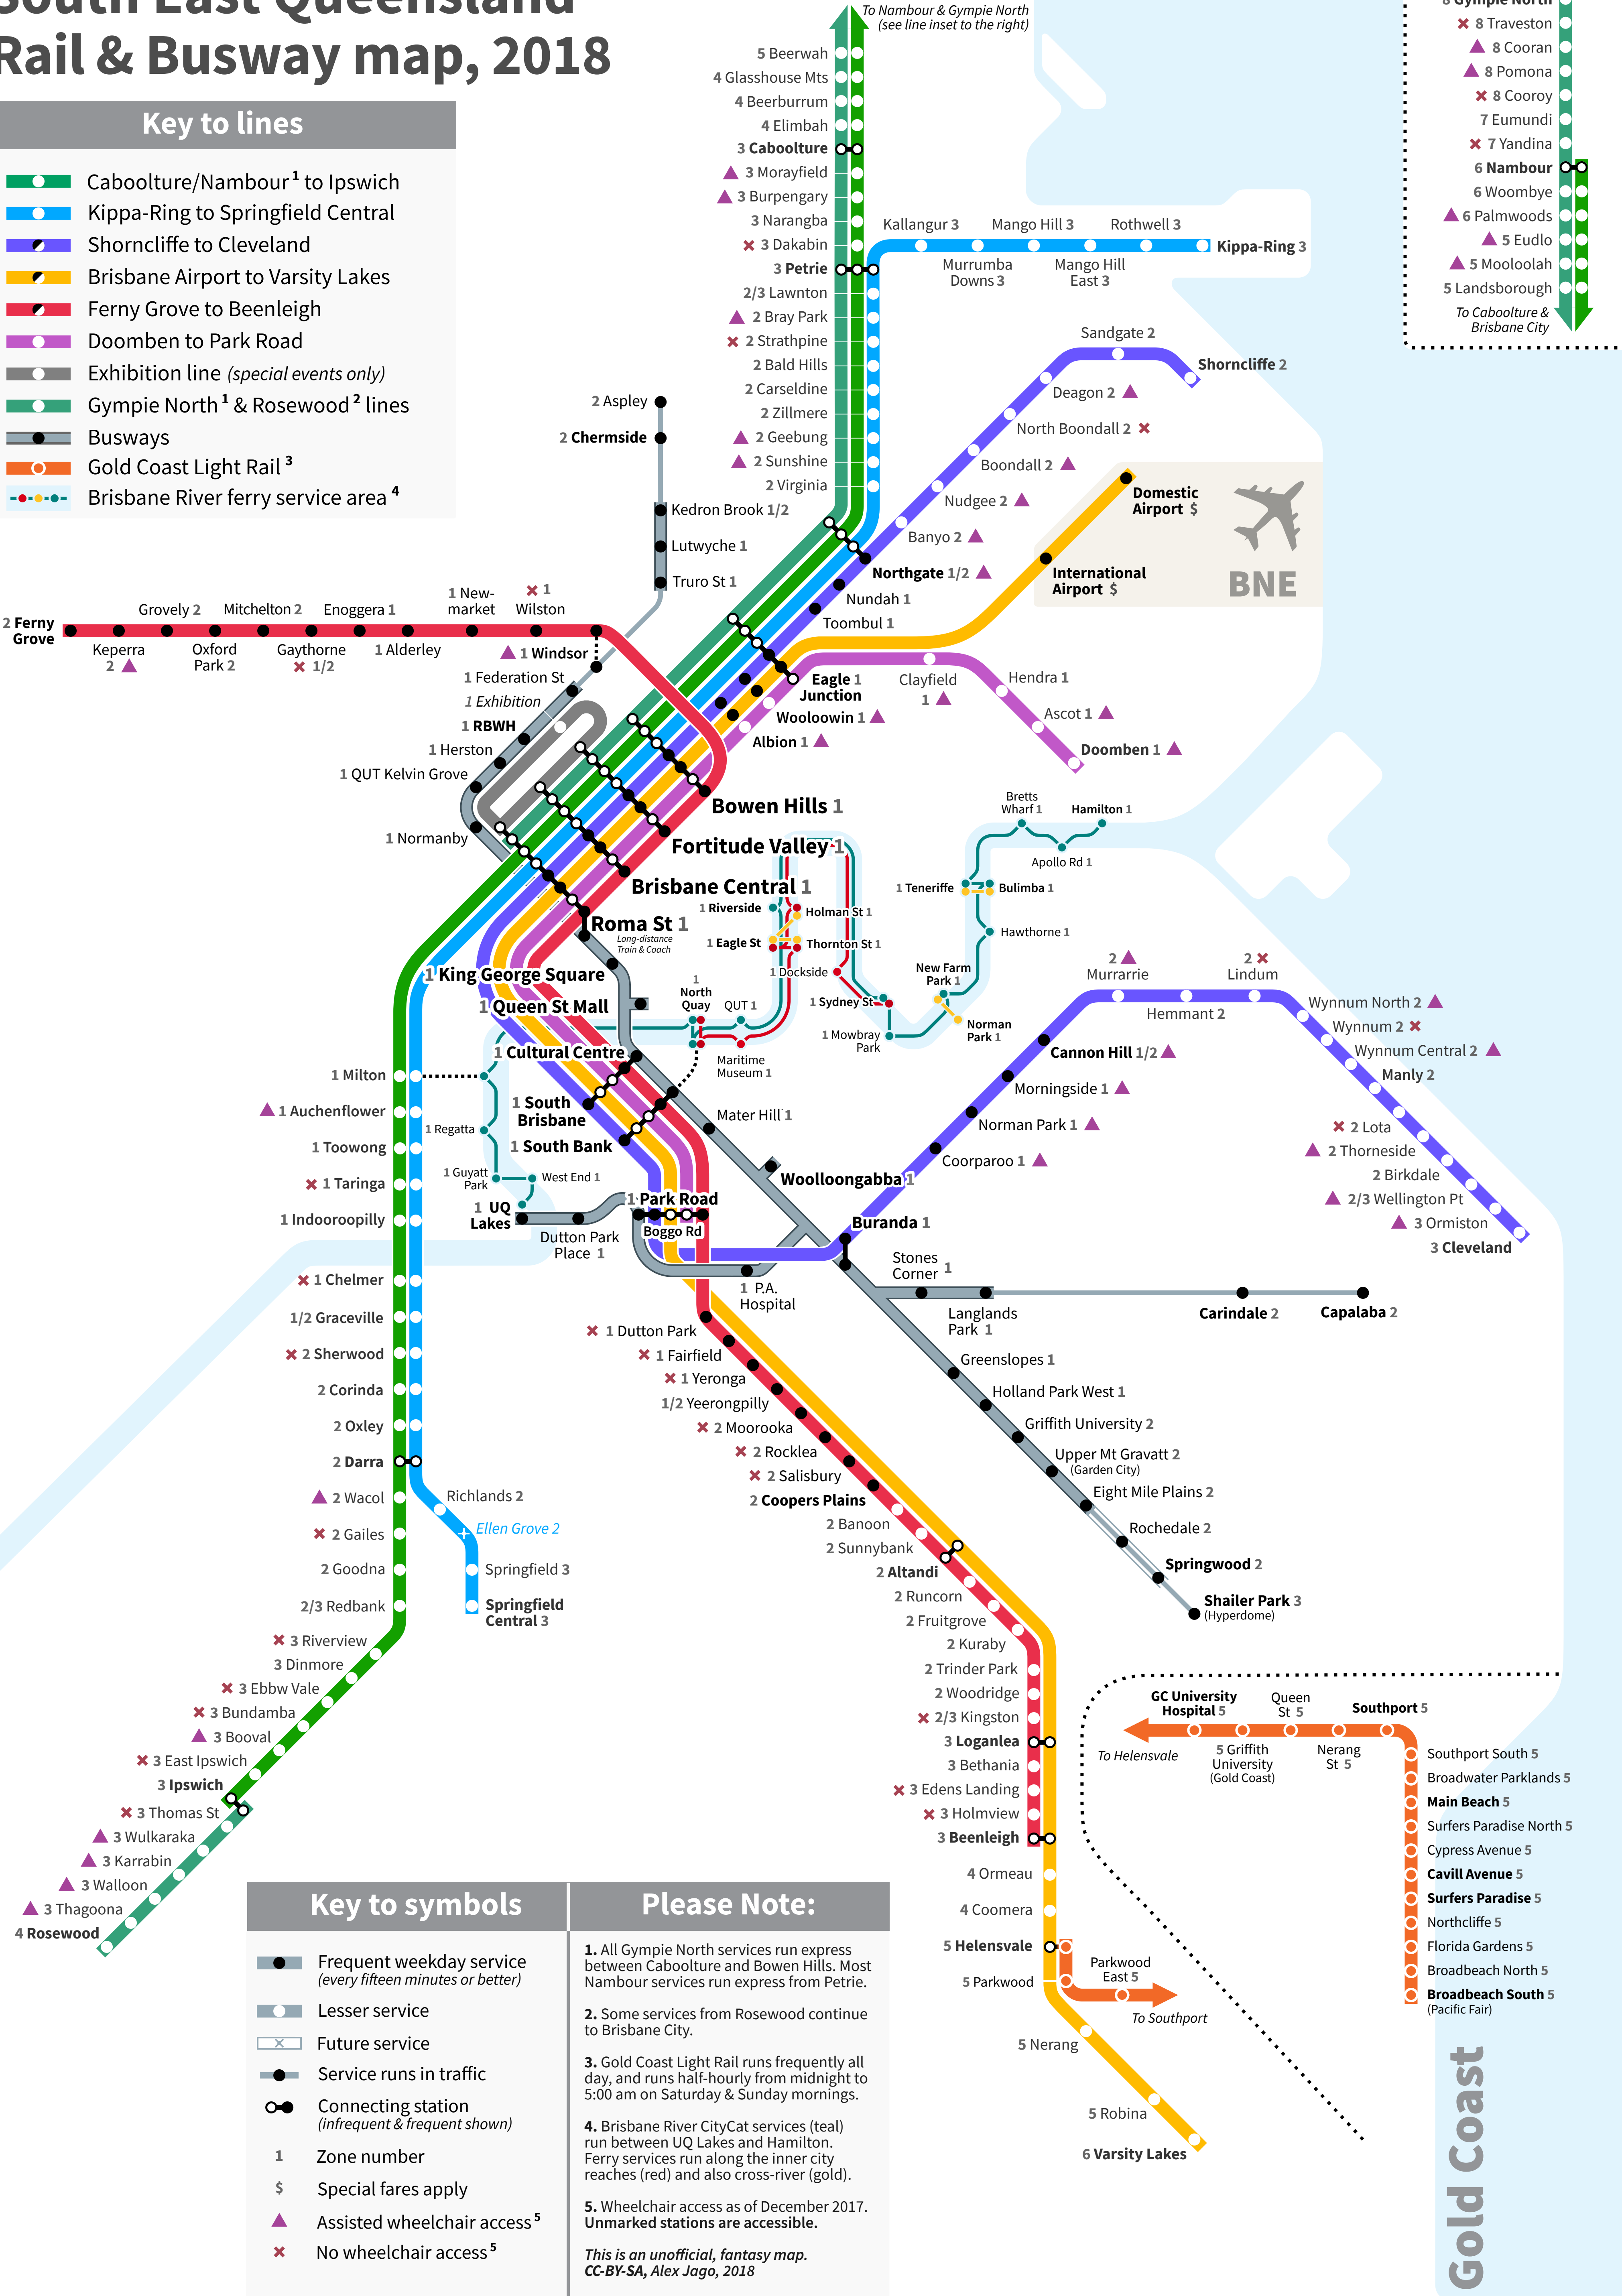 South East Queensland
Rail & Busway map, 2018
Key to lines
Caboolture/Nambour¹ to Ipswich
Kippa-Ring to Springfield Central
Shorncliffe to Cleveland
Brisbane Airport to Varsity Lakes
Ferny Grove to Beenleigh
Doomben to Park Road
Exhibition line (special events only)
Gympie North¹ & Rosewood² lines
Busways
Gold Coast Light Rail³
Brisbane River ferry service area⁴
To Nambour & Gympie North
(see line inset to the right)
5 Beerwah
4 Glasshouse Mts
4 Beerburrum
4 Elimbah
3 Caboolture
3 Morayfield
3 Burpengary
3 Narangba
3 Dakabin
3 Petrie
2/3 Lawnton
2 Bray Park
2 Strathpine
2 Bald Hills
2 Carseldine
2 Zillmere
2 Geebung
2 Sunshine
2 Virginia
8 Gympie North
8 Traveston
8 Cooran
8 Pomona
8 Cooroy
7 Eumundi
7 Yandina
6 Nambour
6 Woombye
6 Palmwoods
5 Eudlo
5 Mooloolah
5 Landsborough
To Caboolture &
Brisbane City
Kallangur 3
Mango Hill 3
Rothwell 3
Kippa-Ring 3
Murrumba
Downs 3
Mango Hill
East 3
Sandgate 2
Shorncliffe 2
Deagon 2
North Boondall 2
Boondall 2
Nudgee 2
Banyo 2
Northgate 1/2
Nundah 1
Toombul 1
Domestic
Airport $
International
Airport $
BNE
2 Aspley
2 Chermside
Kedron Brook 1/2
Lutwyche 1
Truro St 1
2 Ferny
Grove
Keperra
2
Grovely 2
Oxford
Park 2
Mitchelton 2
Gaythorne
1/2
Enoggera 1
1 Alderley
1 New-
market
1
Wilston
1 Windsor
1 Federation St
1 Exhibition
1 RBWH
1 Herston
1 QUT Kelvin Grove
1 Normanby
Eagle 1
Junction
Wooloowin 1
Albion 1
Clayfield
1
Hendra 1
Ascot 1
Doomben 1
Bowen Hills 1
Fortitude Valley 1
Brisbane Central 1
Roma St 1
Long-distance
Train & Coach
1 King George Square
1 Queen St Mall
1 Cultural Centre
1 South
Brisbane
1 South Bank
1 Park Road
Boggo Rd
Bretts
Wharf 1
Hamilton 1
Apollo Rd 1
1 Teneriffe
Bulimba 1
Hawthorne 1
New Farm
Park 1
Norman
Park 1
1 Riverside
Holman St 1
1 Eagle St
Thornton St 1
1 Dockside
1 Sydney St
1 Mowbray
Park
1
North
Quay
QUT 1
Maritime
Museum 1
1 Regatta
1 Guyatt
Park
West End 1
1 UQ
Lakes
Dutton Park
Place 1
Mater Hill 1
Woolloongabba 1
Buranda 1
1 P.A.
Hospital
Stones
Corner 1
Langlands
Park 1
Carindale 2
Capalaba 2
Greenslopes 1
Holland Park West 1
Griffith University 2
Upper Mt Gravatt 2
(Garden City)
Eight Mile Plains 2
Rochedale 2
Springwood 2
Shailer Park 3
(Hyperdome)
Coorparoo 1
Norman Park 1
Morningside 1
Cannon Hill 1/2
2
Murrarrie
Hemmant 2
2
Lindum
Wynnum North 2
Wynnum 2
Wynnum Central 2
Manly 2
2 Lota
2 Thorneside
2 Birkdale
2/3 Wellington Pt
3 Ormiston
3 Cleveland
1 Milton
1 Auchenflower
1 Toowong
1 Taringa
1 Indooroopilly
1 Chelmer
1/2 Graceville
2 Sherwood
2 Corinda
2 Oxley
2 Darra
2 Wacol
2 Gailes
2 Goodna
2/3 Redbank
3 Riverview
3 Dinmore
3 Ebbw Vale
3 Bundamba
3 Booval
3 East Ipswich
3 Ipswich
3 Thomas St
3 Wulkaraka
3 Karrabin
3 Walloon
3 Thagoona
4 Rosewood
Richlands 2
Ellen Grove 2
Springfield 3
Springfield
Central 3
1 Dutton Park
1 Fairfield
1 Yeronga
1/2 Yeerongpilly
2 Moorooka
2 Rocklea
2 Salisbury
2 Coopers Plains
2 Banoon
2 Sunnybank
2 Altandi
2 Runcorn
2 Fruitgrove
2 Kuraby
2 Trinder Park
2 Woodridge
2/3 Kingston
3 Loganlea
3 Bethania
3 Edens Landing
3 Holmview
3 Beenleigh
4 Ormeau
4 Coomera
5 Helensvale
5 Parkwood
Parkwood
East 5
To Southport
5 Nerang
5 Robina
6 Varsity Lakes
GC University
Hospital 5
Queen
St 5
Southport 5
To Helensvale
5 Griffith
University
(Gold Coast)
Nerang
St 5
Southport South 5
Broadwater Parklands 5
Main Beach 5
Surfers Paradise North 5
Cypress Avenue 5
Cavill Avenue 5
Surfers Paradise 5
Northcliffe 5
Florida Gardens 5
Broadbeach North 5
Broadbeach South 5
(Pacific Fair)
Gold Coast
Key to symbols
Frequent weekday service
(every fifteen minutes or better)
Lesser service
Future service
Service runs in traffic
Connecting station
(infrequent & frequent shown)
1 Zone number
$ Special fares apply
Assisted wheelchair access⁵
No wheelchair access⁵
Please Note:
1. All Gympie North services run express
between Caboolture and Bowen Hills. Most
Nambour services run express from Petrie.
2. Some services from Rosewood continue
to Brisbane City.
3. Gold Coast Light Rail runs frequently all
day, and runs half-hourly from midnight to
5:00 am on Saturday & Sunday mornings.
4. Brisbane River CityCat services (teal)
run between UQ Lakes and Hamilton.
Ferry services run along the inner city
reaches (red) and also cross-river (gold).
5. Wheelchair access as of December 2017.
Unmarked stations are accessible.
This is an unofficial, fantasy map.
CC-BY-SA, Alex Jago, 2018